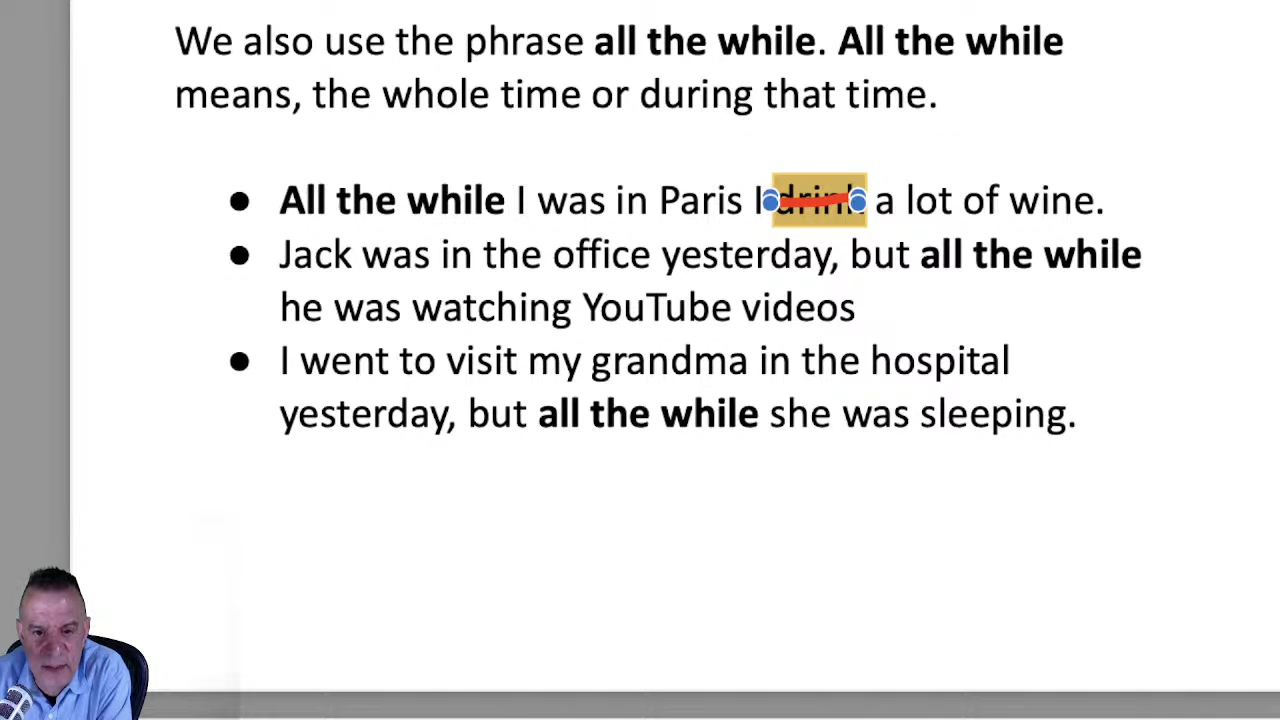 We also use the phrase all the while. All the while
means, the whole time or during that time.
● All the while I was in Paris I drink a lot of wine.
● Jack was in the office yesterday, but all the while
he was watching YouTube videos
● I went to visit my grandma in the hospital
yesterday, but all the while she was sleeping.